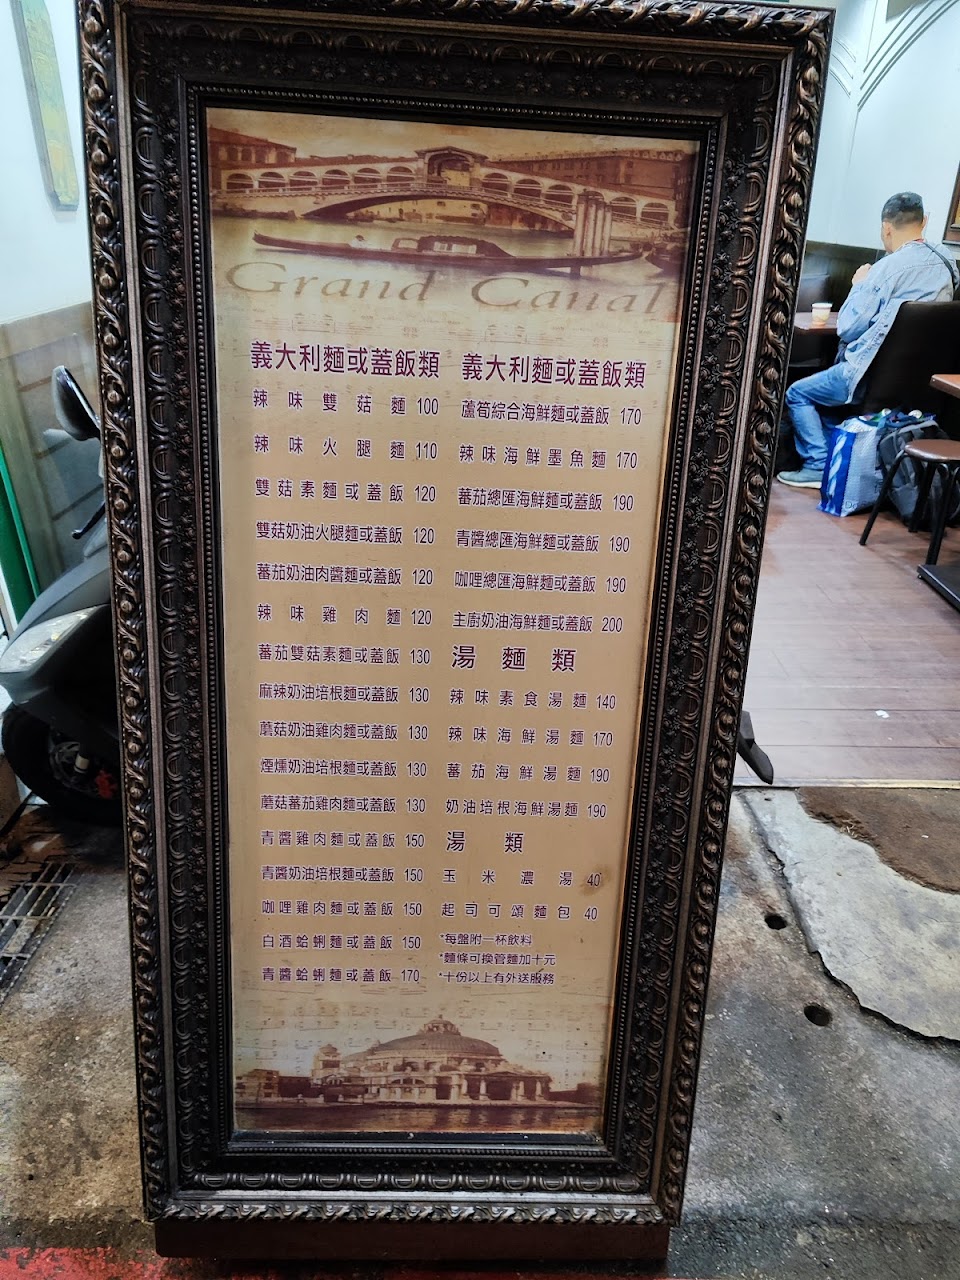 Grand Canal
義大利麵或蓋飯類
辣味雙菇麵 100
辣味火腿麵 110
雙菇素麵或蓋飯 120
雙菇奶油火腿麵或蓋飯 120
蕃茄奶油肉醬麵或蓋飯 120
辣味雞肉麵 120
蕃茄雙菇素麵或蓋飯 130
麻辣奶油培根麵或蓋飯 130
蘑菇奶油雞肉麵或蓋飯 130
煙燻奶油培根麵或蓋飯 130
蘑菇蕃茄雞肉麵或蓋飯 130
青醬雞肉麵或蓋飯 150
青醬奶油培根麵或蓋飯 150
咖哩雞肉麵或蓋飯 150
白酒蛤蜊麵或蓋飯 150
青醬蛤蜊麵或蓋飯 170
義大利麵或蓋飯類
蘆筍綜合海鮮麵或蓋飯 170
辣味海鮮墨魚麵 170
蕃茄總匯海鮮麵或蓋飯 190
青醬總匯海鮮麵或蓋飯 190
咖哩總匯海鮮麵或蓋飯 190
主廚奶油海鮮麵或蓋飯 200
湯麵類
辣味素食湯麵 140
辣味海鮮湯麵 170
蕃茄海鮮湯麵 190
奶油培根海鮮湯麵 190
湯類
玉米濃湯 40
起司可頌麵包 40
*每盤附一杯飲料
*麵條可換管麵加十元
*十份以上有外送服務